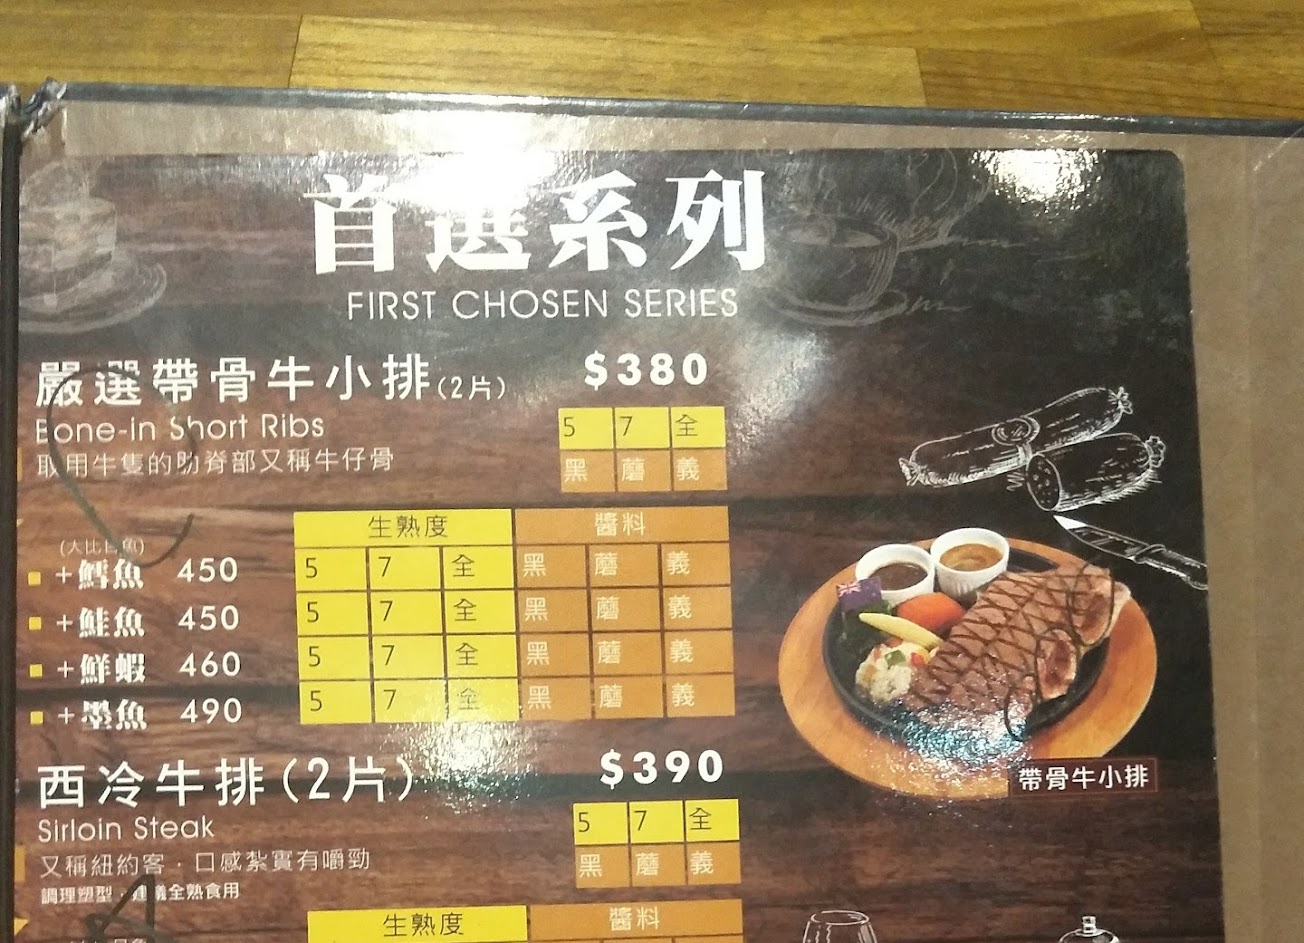 首選系列
FIRST CHOSEN SERIES
嚴選帶骨牛小排(2片) $380
Bone-in Short Ribs
取用牛隻的肋脊部又稱牛仔骨
5 7 全
黑 蘑 義
生熟度 醬料
(大比目魚)
+鱈魚 450 5 7 全 黑 蘑 義
+鮭魚 450 5 7 全 黑 蘑 義
+鮮蝦 460 5 7 全 黑 蘑 義
+墨魚 490 5 7 全 黑 蘑 義
帶骨牛小排
西冷牛排(2片) $390
Sirloin Steak
又稱紐約客．口感紮實有嚼勁
調理塑型．建議全熟食用
5 7 全
黑 蘑 義
生熟度 醬料